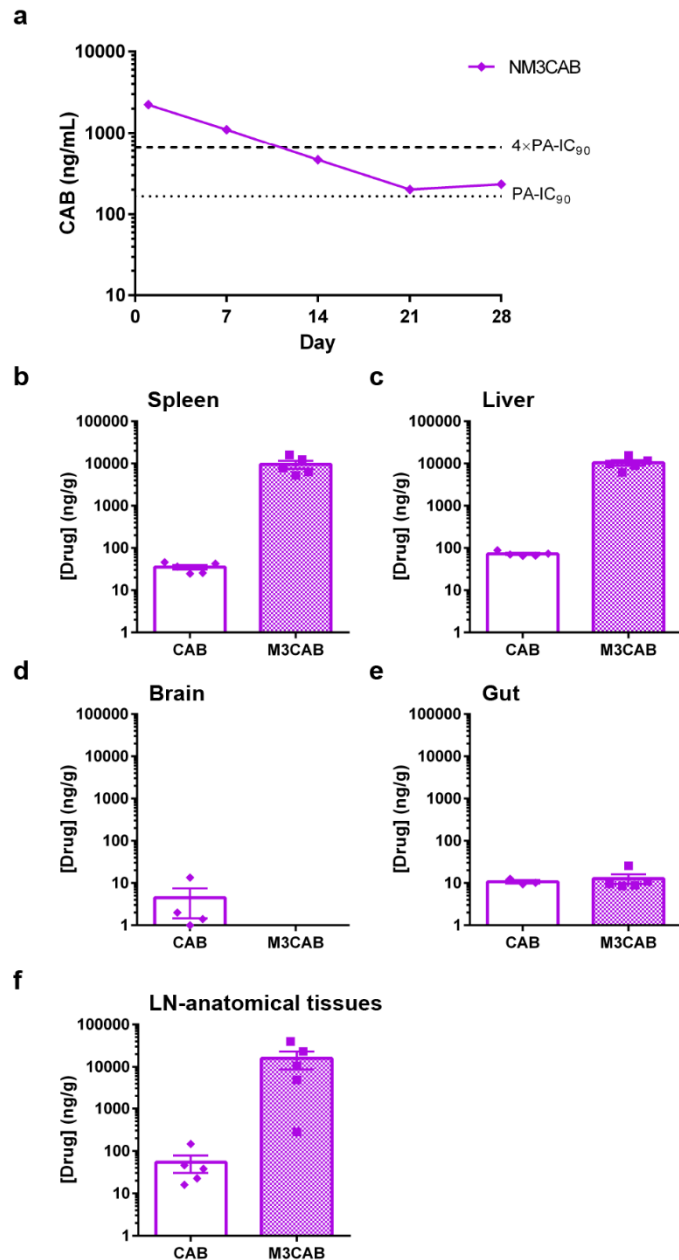 a
10000
1000
100
10
CAB (ng/mL)
NM3CAB
4×PA-IC₉₀
PA-IC₉₀
0 7 14 21 28
Day
b
Spleen
100000
10000
1000
100
10
1
[Drug] (ng/g)
CAB M3CAB
c
Liver
100000
10000
1000
100
10
1
[Drug] (ng/g)
CAB M3CAB
d
Brain
100000
10000
1000
100
10
1
[Drug] (ng/g)
CAB M3CAB
e
Gut
100000
10000
1000
100
10
1
[Drug] (ng/g)
CAB M3CAB
f
LN-anatomical tissues
100000
10000
1000
100
10
1
[Drug] (ng/g)
CAB M3CAB